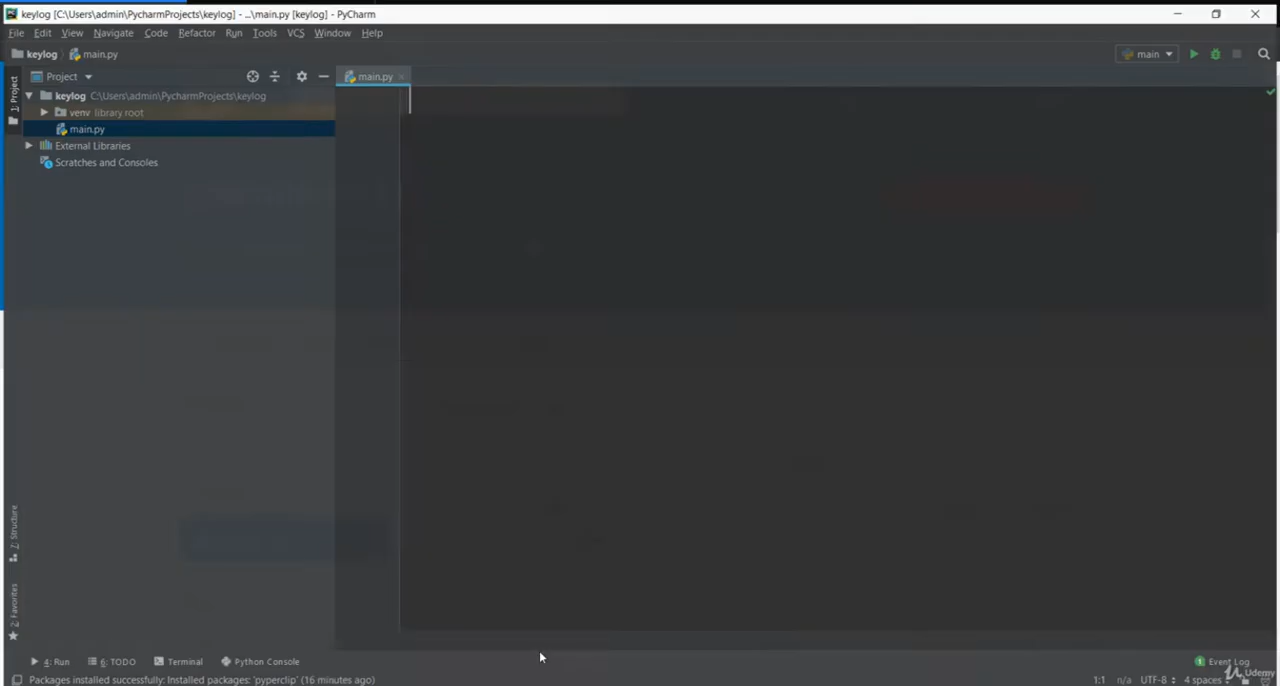 keylog [C:\Users\admin\PycharmProjects\keylog] - ...\main.py [keylog] - PyCharm
File Edit View Navigate Code Refactor Run Tools VCS Window Help
keylog main.py main
Project main.py
1: Project
keylog C:\Users\admin\PycharmProjects\keylog
venv library root
main.py
External Libraries
Scratches and Consoles
7: Structure
2: Favorites
4: Run 6: TODO Terminal Python Console 1 Event Log
Packages installed successfully: Installed packages: 'pyperclip' (16 minutes ago) 1:1 n/a UTF-8 4 spaces
Udemy